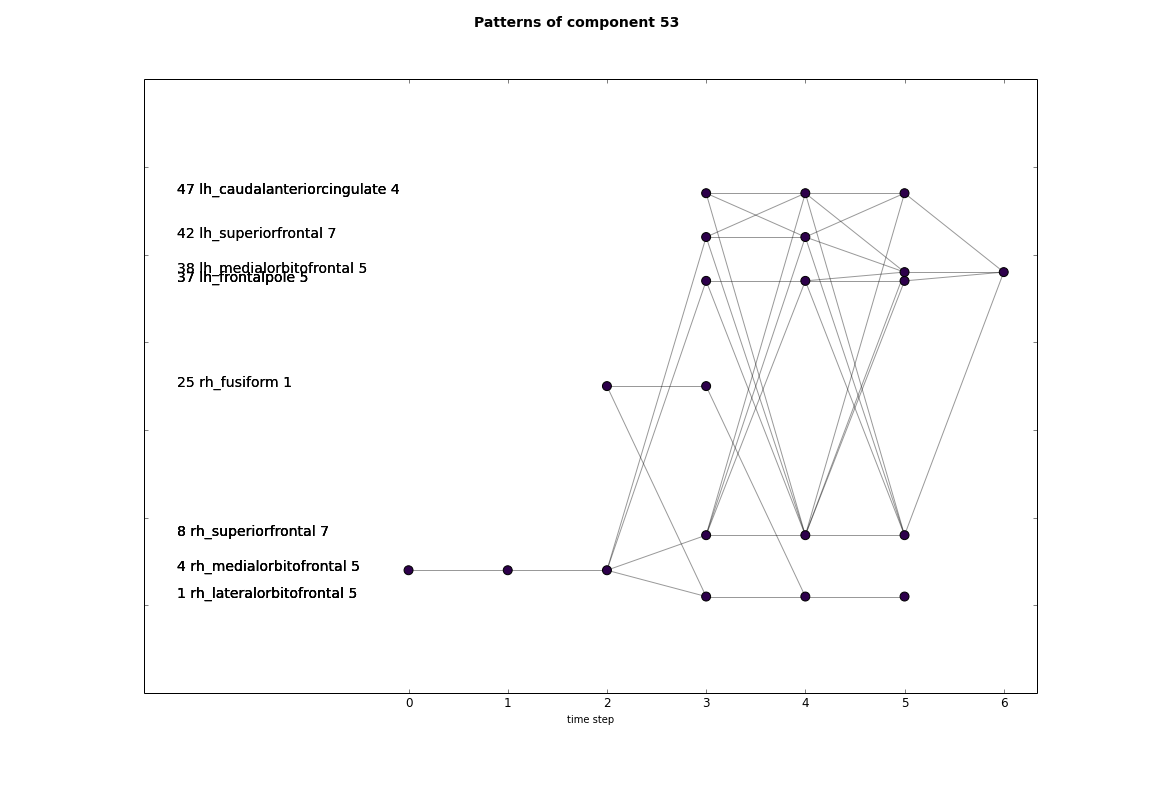 Patterns of component 53
47 lh_caudalanteriorcingulate 4
42 lh_superiorfrontal 7
38 lh_medialorbitofrontal 5
37 lh_frontalpole 5
25 rh_fusiform 1
8 rh_superiorfrontal 7
4 rh_medialorbitofrontal 5
1 rh_lateralorbitofrontal 5
0 1 2 3 4 5 6
time step